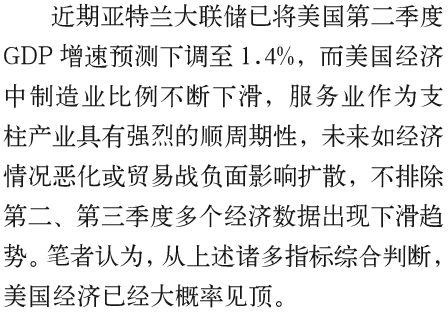 近期亚特兰大联储已将美国第二季度
GDP 增速预测下调至 1.4%，而美国经济
中制造业比例不断下滑，服务业作为支
柱产业具有强烈的顺周期性，未来如经济
情况恶化或贸易战负面影响扩散，不排除
第二、第三季度多个经济数据出现下滑趋
势。笔者认为，从上述诸多指标综合判断，
美国经济已经大概率见顶。